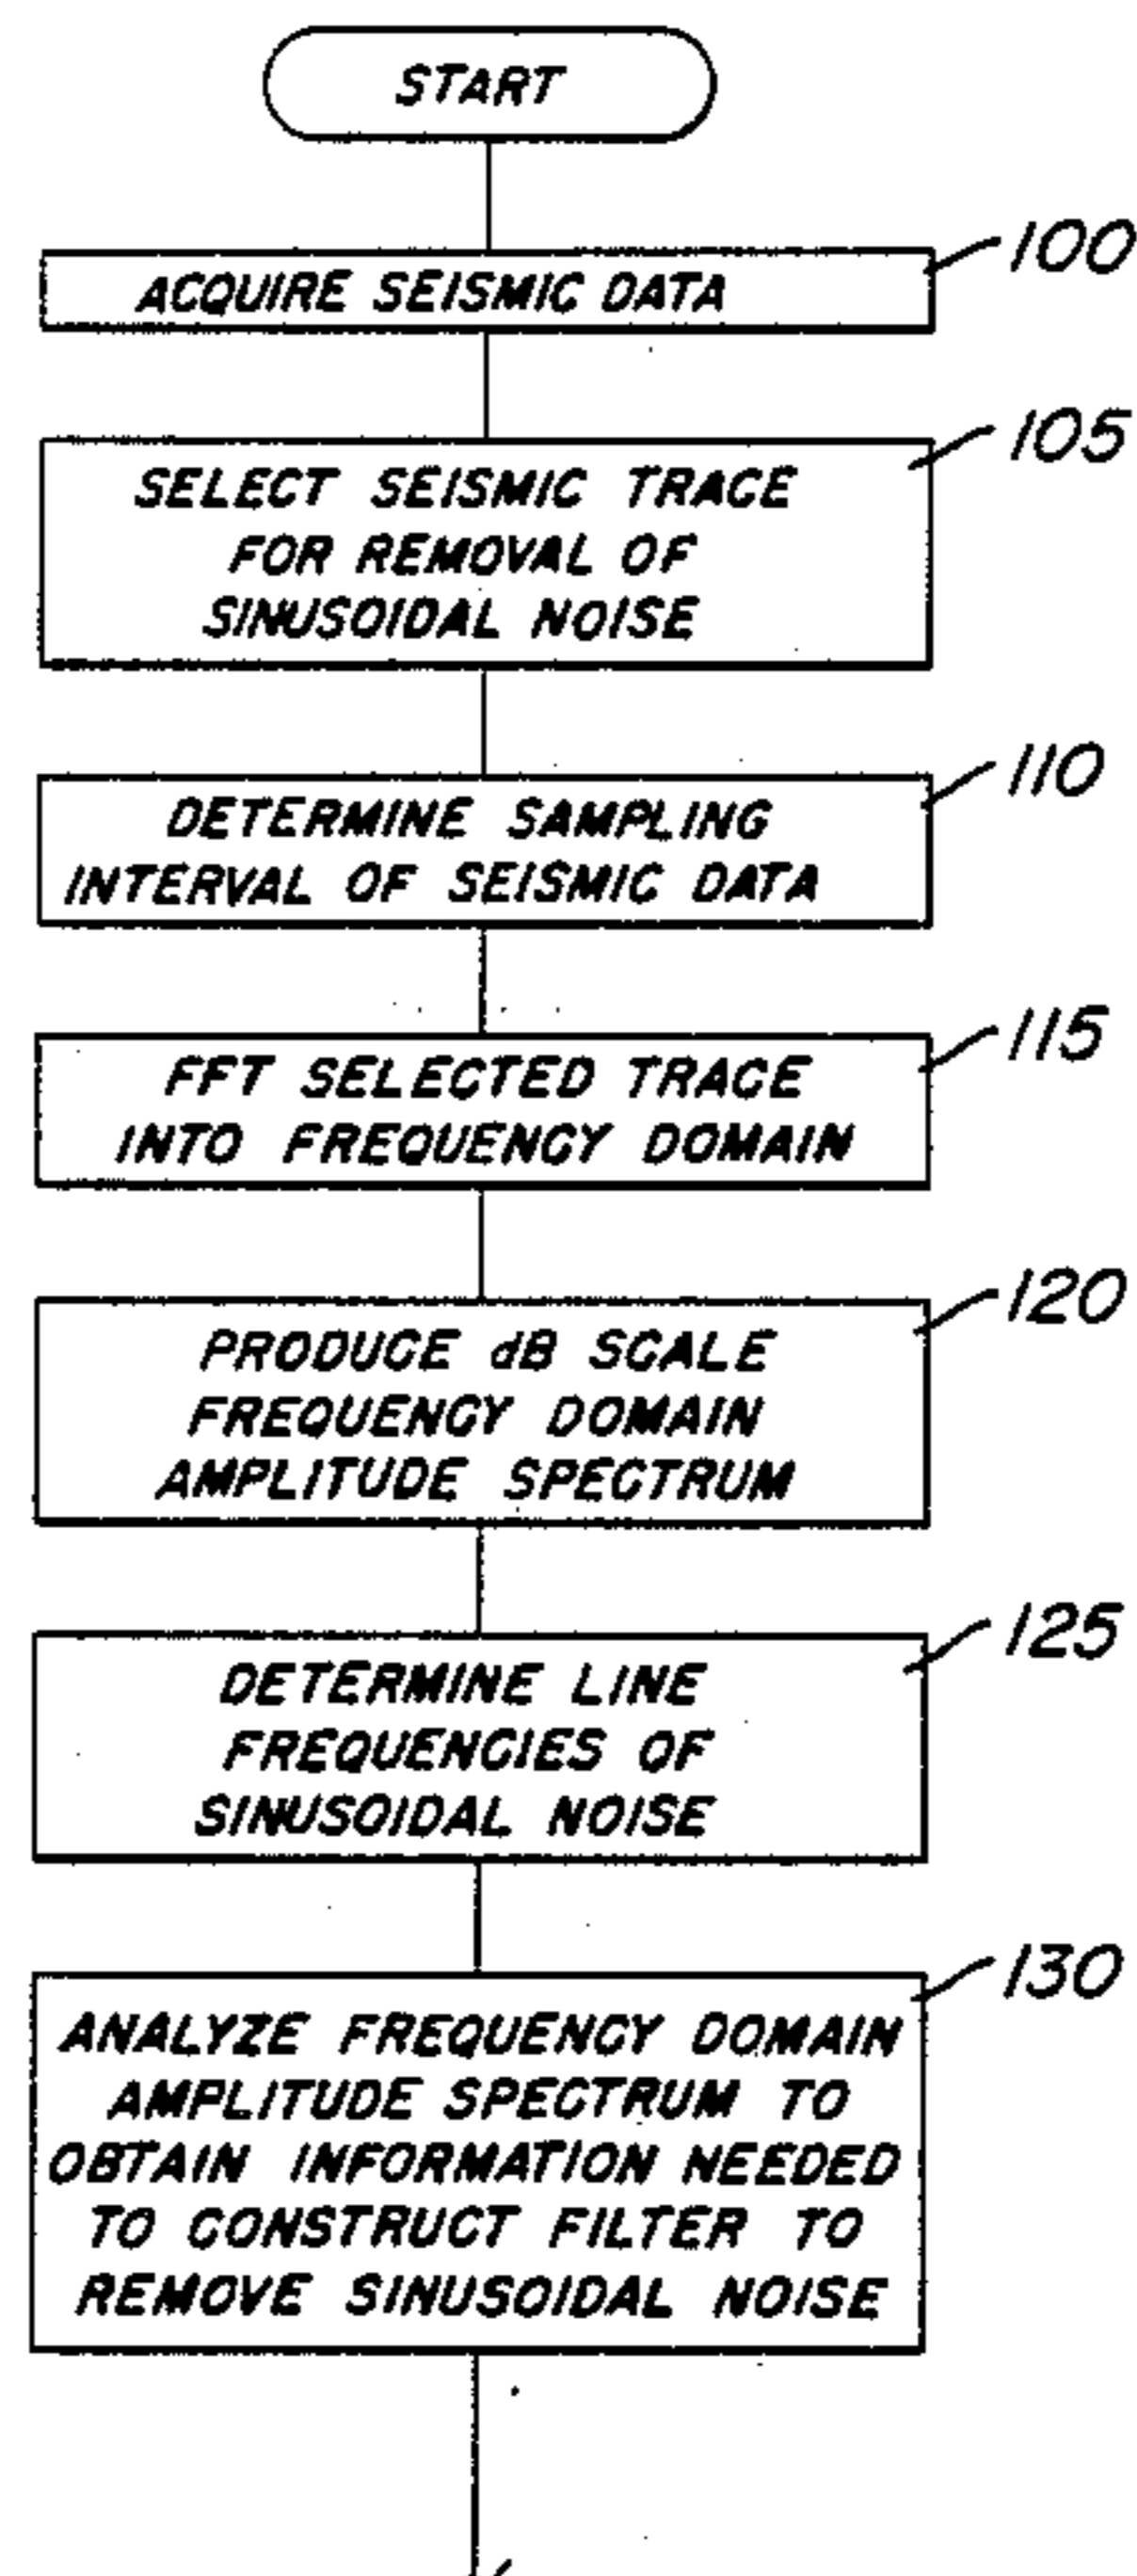 START
100
ACQUIRE SEISMIC DATA
105
SELECT SEISMIC TRACE
FOR REMOVAL OF
SINUSOIDAL NOISE
110
DETERMINE SAMPLING
INTERVAL OF SEISMIC DATA
115
FFT SELECTED TRACE
INTO FREQUENCY DOMAIN
120
PRODUCE dB SCALE
FREQUENCY DOMAIN
AMPLITUDE SPECTRUM
125
DETERMINE LINE
FREQUENCIES OF
SINUSOIDAL NOISE
130
ANALYZE FREQUENCY DOMAIN
AMPLITUDE SPECTRUM TO
OBTAIN INFORMATION NEEDED
TO CONSTRUCT FILTER TO
REMOVE SINUSOIDAL NOISE